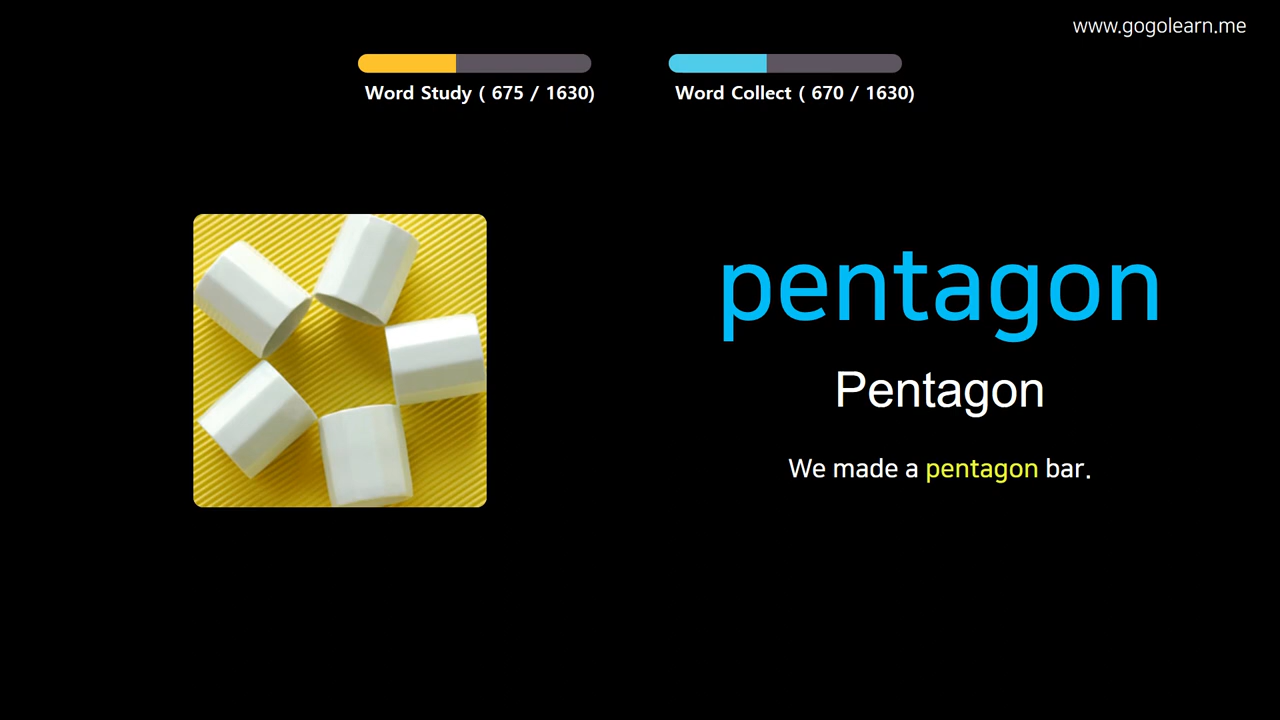 www.gogolearn.me
Word Study ( 675 / 1630)
Word Collect ( 670 / 1630)
pentagon
Pentagon
We made a pentagon bar.